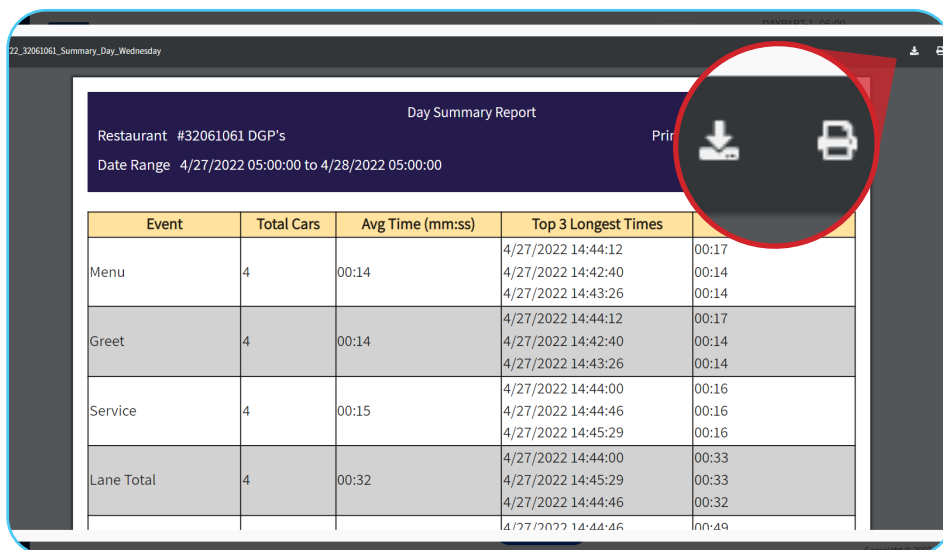 DAYPART-1 05:00
22_32061061_Summary_Day_Wednesday
Day Summary Report
Restaurant #32061061 DGP's
Date Range 4/27/2022 05:00:00 to 4/28/2022 05:00:00
Event Total Cars Avg Time (mm:ss) Top 3 Longest Times
Menu 4 00:14
4/27/2022 14:44:12 00:17
4/27/2022 14:42:40 00:14
4/27/2022 14:43:26 00:14
Greet 4 00:14
4/27/2022 14:44:12 00:17
4/27/2022 14:42:40 00:14
4/27/2022 14:43:26 00:14
Service 4 00:15
4/27/2022 14:44:00 00:16
4/27/2022 14:44:46 00:16
4/27/2022 14:45:29 00:16
Lane Total 4 00:32
4/27/2022 14:44:00 00:33
4/27/2022 14:45:29 00:33
4/27/2022 14:44:46 00:32
4/27/2022 14:44:46 00:49